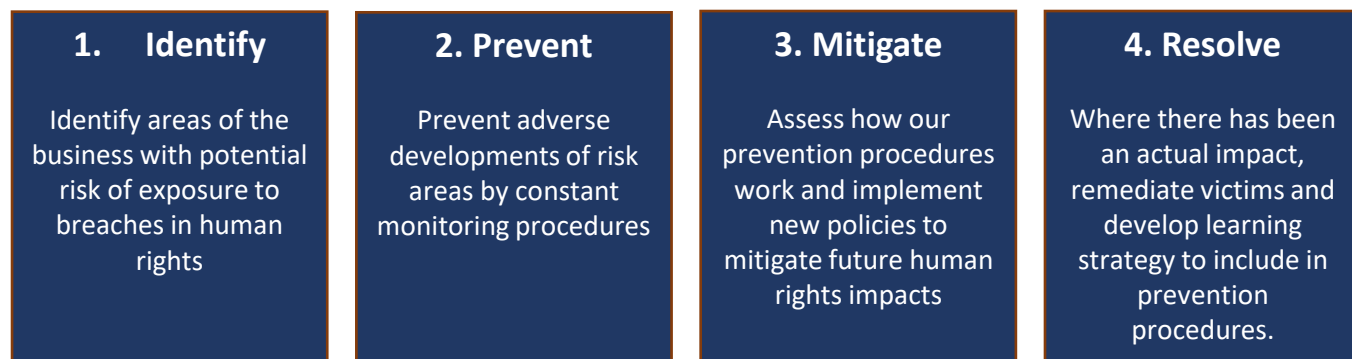 1. Identify
Identify areas of the
business with potential
risk of exposure to
breaches in human
rights
2. Prevent
Prevent adverse
developments of risk
areas by constant
monitoring procedures
3. Mitigate
Assess how our
prevention procedures
work and implement
new policies to
mitigate future human
rights impacts
4. Resolve
Where there has been
an actual impact,
remediate victims and
develop learning
strategy to include in
prevention
procedures.